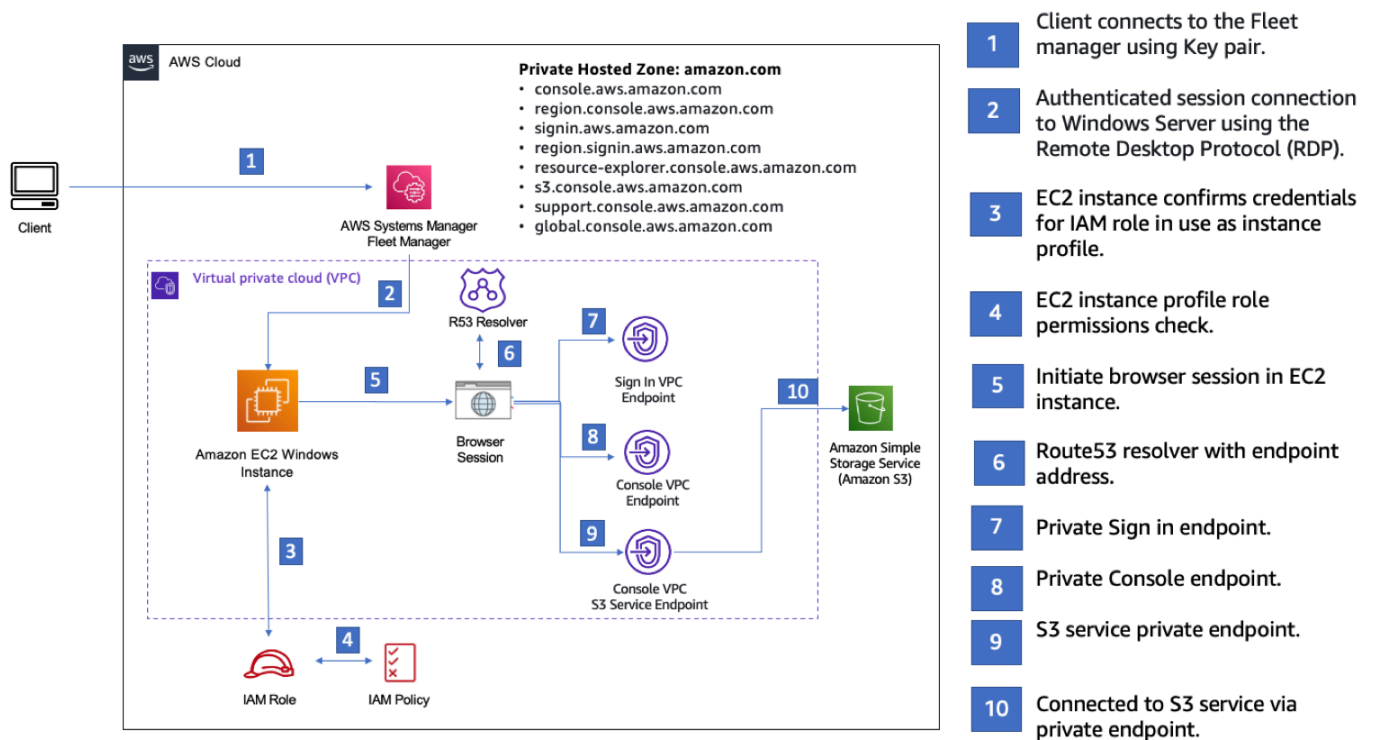 aws
AWS Cloud
Private Hosted Zone: amazon.com
• console.aws.amazon.com
• region.console.aws.amazon.com
• signin.aws.amazon.com
• region.signin.aws.amazon.com
• resource-explorer.console.aws.amazon.com
• s3.console.aws.amazon.com
• support.console.aws.amazon.com
• global.console.aws.amazon.com
Client
1
AWS Systems Manager
Fleet Manager
Virtual private cloud (VPC)
2
R53 Resolver
6
5
Amazon EC2 Windows
Instance
Browser
Session
7
Sign In VPC
Endpoint
8
Console VPC
Endpoint
9
Console VPC
S3 Service Endpoint
10
Amazon Simple
Storage Service
(Amazon S3)
3
4
IAM Role
IAM Policy
1
Client connects to the Fleet
manager using Key pair.
2
Authenticated session connection
to Windows Server using the
Remote Desktop Protocol (RDP).
3
EC2 instance confirms credentials
for IAM role in use as instance
profile.
4
EC2 instance profile role
permissions check.
5
Initiate browser session in EC2
instance.
6
Route53 resolver with endpoint
address.
7
Private Sign in endpoint.
8
Private Console endpoint.
9
S3 service private endpoint.
10
Connected to S3 service via
private endpoint.